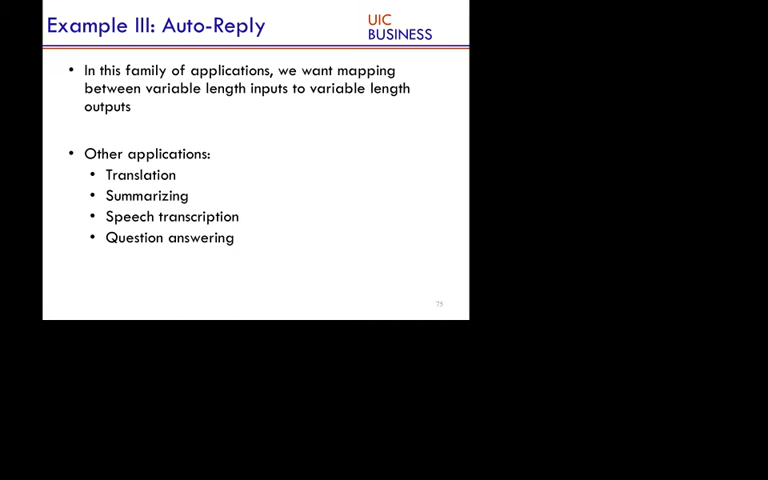 Example III: Auto-Reply
UIC
BUSINESS
• In this family of applications, we want mapping
between variable length inputs to variable length
outputs
• Other applications:
• Translation
• Summarizing
• Speech transcription
• Question answering
75